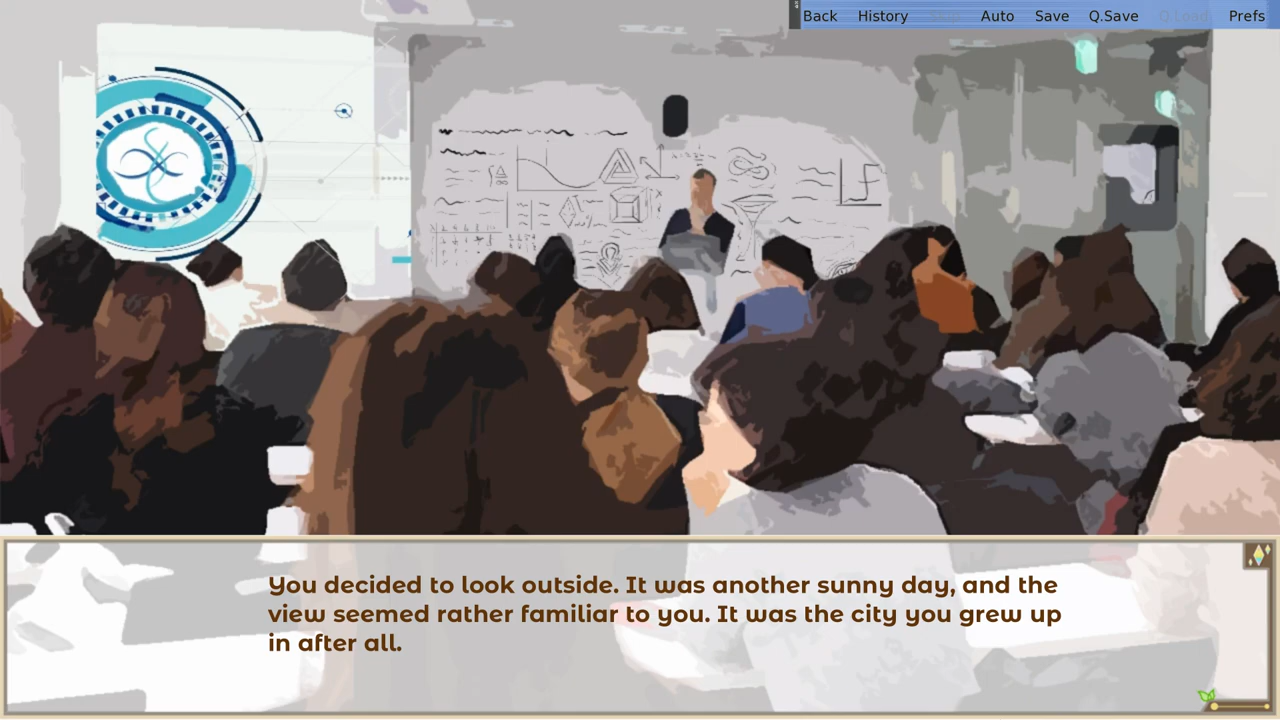 Back History Auto Save Q.Save Q.Load Prefs
You decided to look outside. It was another sunny day, and the
view seemed rather familiar to you. It was the city you grew up
in after all.